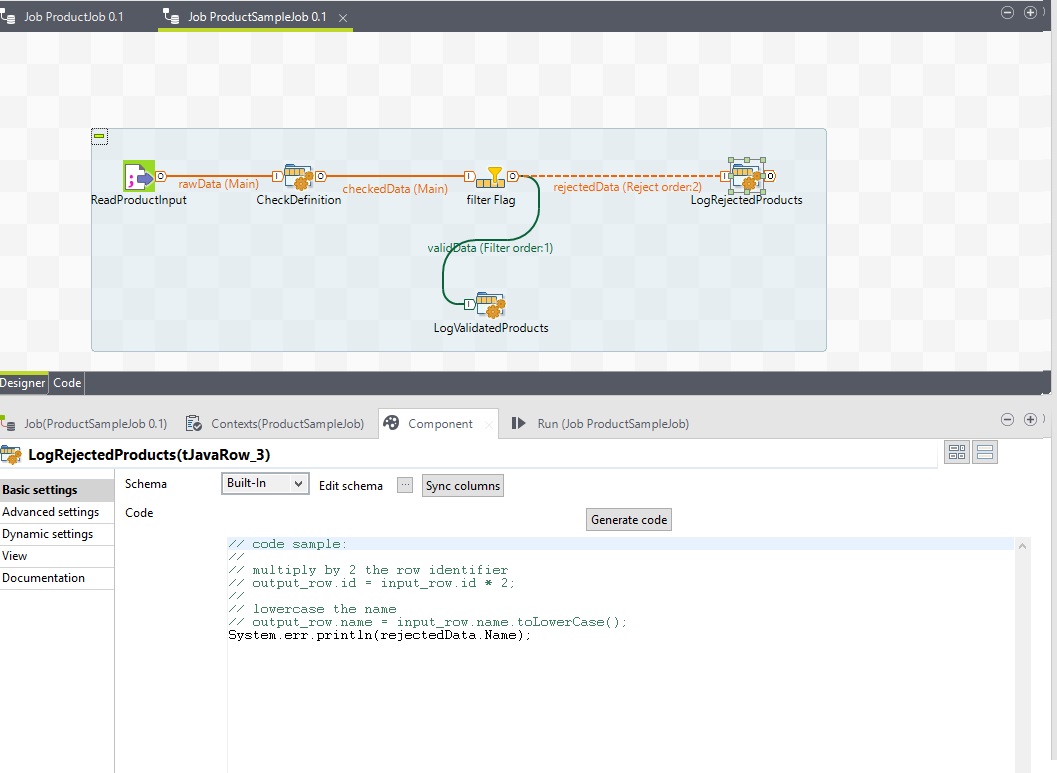 Job ProductJob 0.1
Job ProductSampleJob 0.1
ReadProductInput
rawData (Main)
CheckDefinition
checkedData (Main)
filter Flag
rejectedData (Reject order:2)
LogRejectedProducts
validData (Filter order:1)
LogValidatedProducts
Designer
Code
Job(ProductSampleJob 0.1)
Contexts(ProductSampleJob)
Component
Run (Job ProductSampleJob)
LogRejectedProducts(tJavaRow_3)
Basic settings
Advanced settings
Dynamic settings
View
Documentation
Schema
Built-In
Edit schema
...
Sync columns
Code
Generate code
// code sample:
//
// multiply by 2 the row identifier
// output_row.id = input_row.id * 2;
//
// lowercase the name
// output_row.name = input_row.name.toLowerCase();
System.err.println(rejectedData.Name);